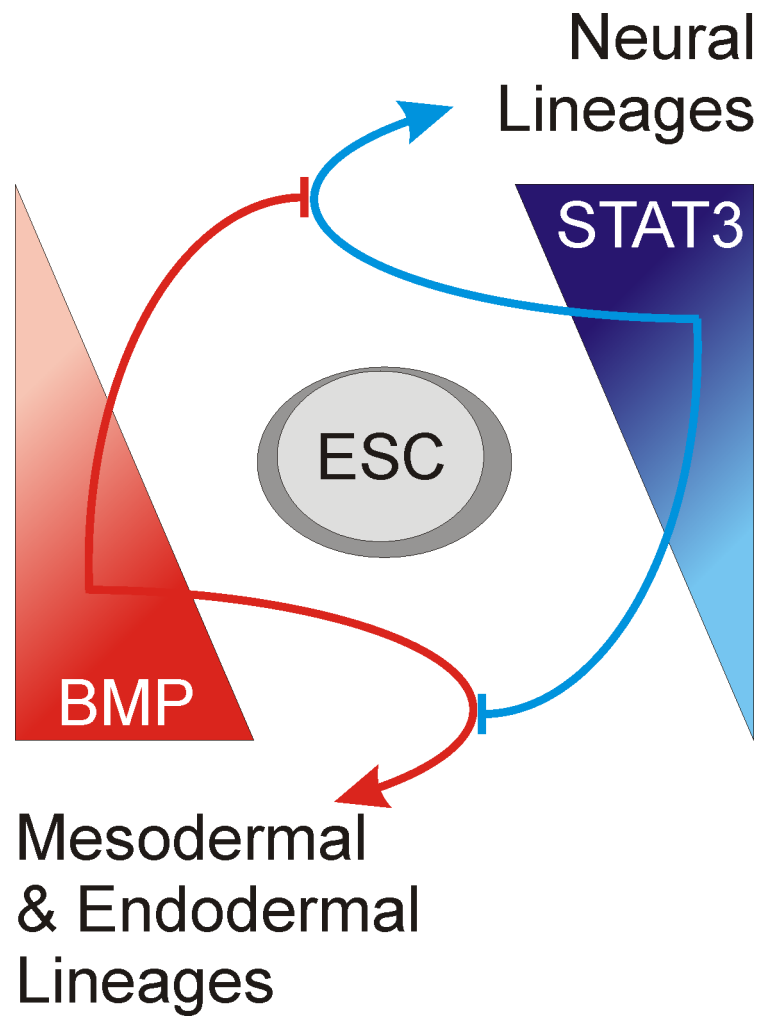 Neural
Lineages
STAT3
ESC
BMP
Mesodermal
& Endodermal
Lineages